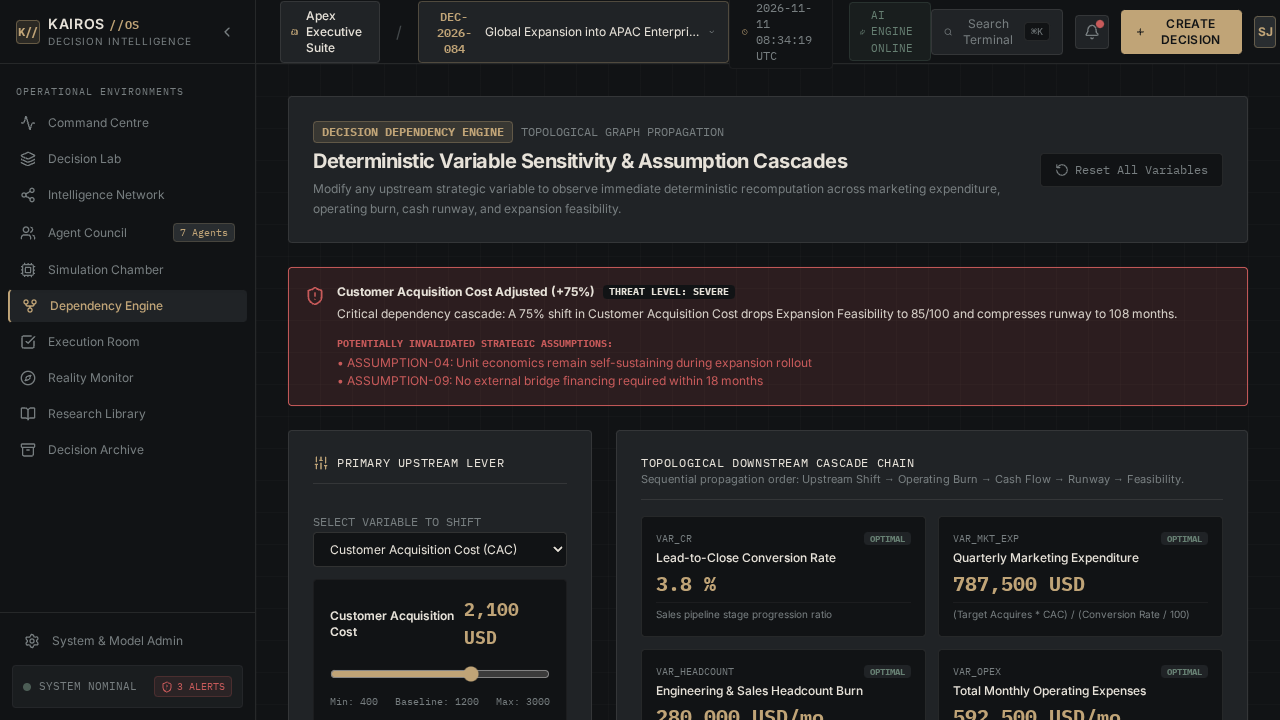 K//
KAIROS //OS
DECISION INTELLIGENCE
Apex
Executive
Suite
/
DEC-
2026-
084
Global Expansion into APAC Enterpri...
2026-11-
11
08:34:19
UTC
AI
ENGINE
ONLINE
Search
Terminal
⌘K
+ CREATE
DECISION
SJ
OPERATIONAL ENVIRONMENTS
Command Centre
Decision Lab
Intelligence Network
Agent Council
7 Agents
Simulation Chamber
Dependency Engine
Execution Room
Reality Monitor
Research Library
Decision Archive
System & Model Admin
SYSTEM NOMINAL
3 ALERTS
DECISION DEPENDENCY ENGINE
TOPOLOGICAL GRAPH PROPAGATION
Deterministic Variable Sensitivity & Assumption Cascades
Modify any upstream strategic variable to observe immediate deterministic recomputation across marketing expenditure,
operating burn, cash runway, and expansion feasibility.
Reset All Variables
Customer Acquisition Cost Adjusted (+75%)
THREAT LEVEL: SEVERE
Critical dependency cascade: A 75% shift in Customer Acquisition Cost drops Expansion Feasibility to 85/100 and compresses runway to 108 months.
POTENTIALLY INVALIDATED STRATEGIC ASSUMPTIONS:
• ASSUMPTION-04: Unit economics remain self-sustaining during expansion rollout
• ASSUMPTION-09: No external bridge financing required within 18 months
PRIMARY UPSTREAM LEVER
SELECT VARIABLE TO SHIFT
Customer Acquisition Cost (CAC)
Customer Acquisition
Cost
2,100
USD
Min: 400
Baseline: 1200
Max: 3000
TOPOLOGICAL DOWNSTREAM CASCADE CHAIN
Sequential propagation order: Upstream Shift → Operating Burn → Cash Flow → Runway → Feasibility.
VAR_CR
OPTIMAL
Lead-to-Close Conversion Rate
3.8 %
Sales pipeline stage progression ratio
VAR_MKT_EXP
OPTIMAL
Quarterly Marketing Expenditure
787,500 USD
(Target Acquires * CAC) / (Conversion Rate / 100)
VAR_HEADCOUNT
OPTIMAL
Engineering & Sales Headcount Burn
280,000 USD/mo
VAR_OPEX
OPTIMAL
Total Monthly Operating Expenses
592,500 USD/mo